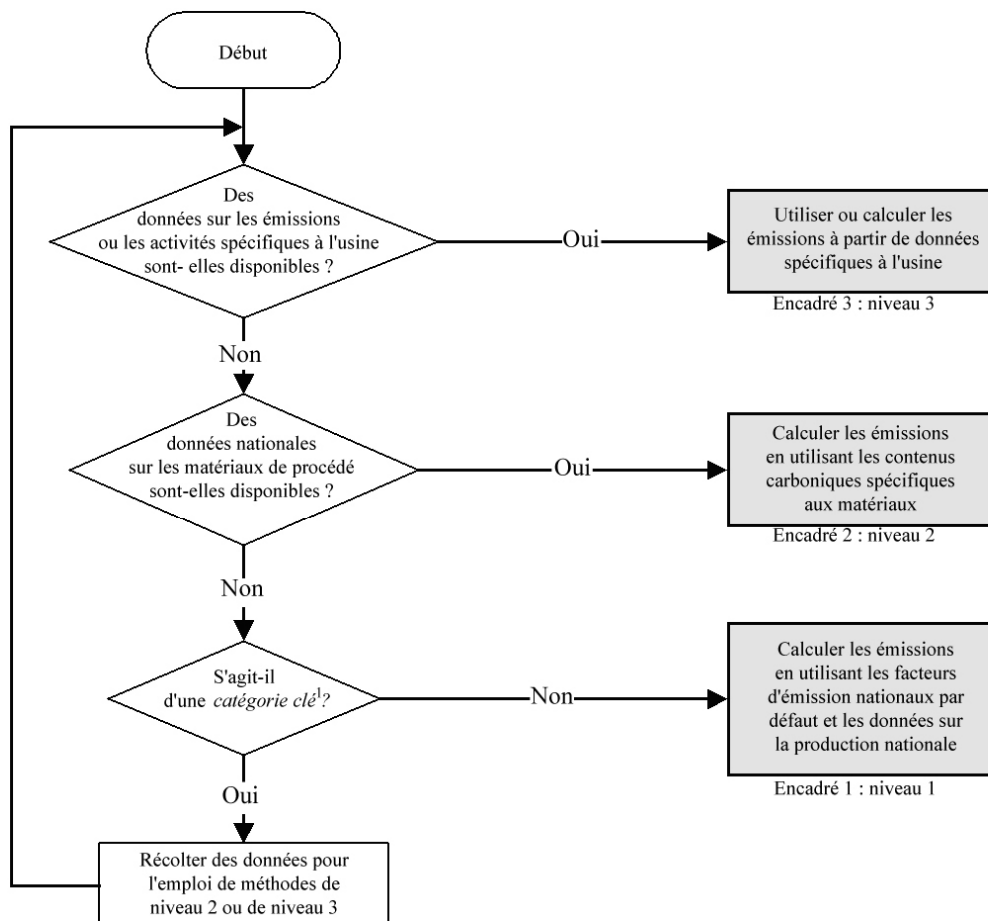 Début
Des
données sur les émissions
ou les activités spécifiques à l'usine
sont- elles disponibles ?
Oui
Utiliser ou calculer les
émissions à partir de données
spécifiques à l'usine
Encadré 3 : niveau 3
Non
Des
données nationales
sur les matériaux de procédé
sont-elles disponibles ?
Oui
Calculer les émissions
en utilisant les contenus
carboniques spécifiques
aux matériaux
Encadré 2 : niveau 2
Non
S'agit-il
d'une catégorie clé¹?
Non
Calculer les émissions
en utilisant les facteurs
d'émission nationaux par
défaut et les données sur
la production nationale
Encadré 1 : niveau 1
Oui
Récolter des données pour
l'emploi de méthodes de
niveau 2 ou de niveau 3